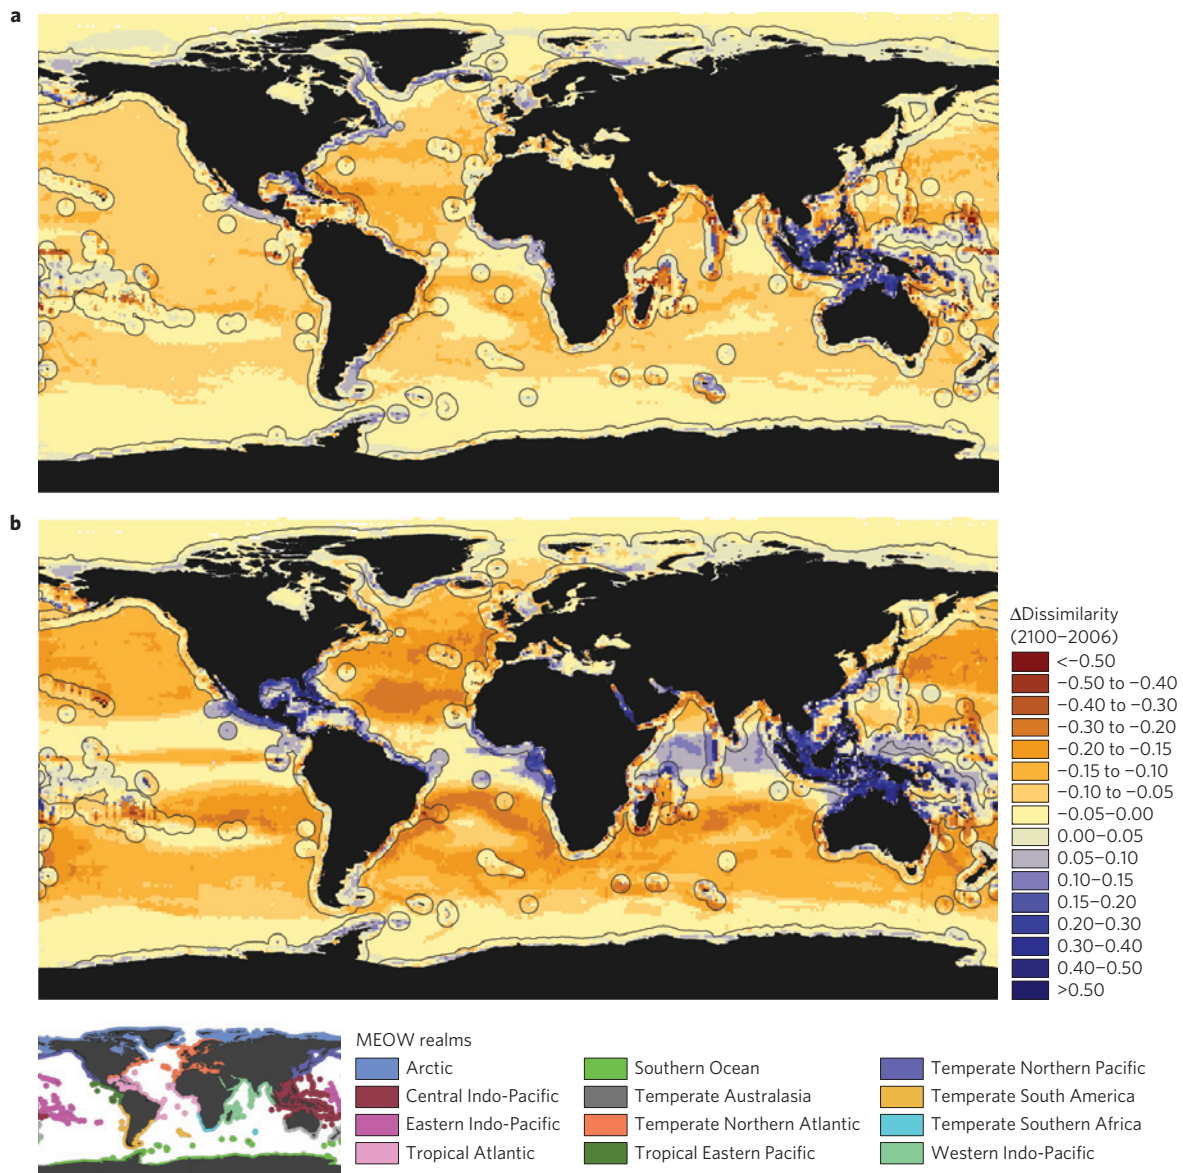 a
b
ΔDissimilarity
(2100−2006)
<−0.50
−0.50 to −0.40
−0.40 to −0.30
−0.30 to −0.20
−0.20 to −0.15
−0.15 to −0.10
−0.10 to −0.05
−0.05−0.00
0.00−0.05
0.05−0.10
0.10−0.15
0.15−0.20
0.20−0.30
0.30−0.40
0.40−0.50
>0.50
MEOW realms
Arctic
Southern Ocean
Temperate Northern Pacific
Central Indo-Pacific
Temperate Australasia
Temperate South America
Eastern Indo-Pacific
Temperate Northern Atlantic
Temperate Southern Africa
Tropical Atlantic
Tropical Eastern Pacific
Western Indo-Pacific